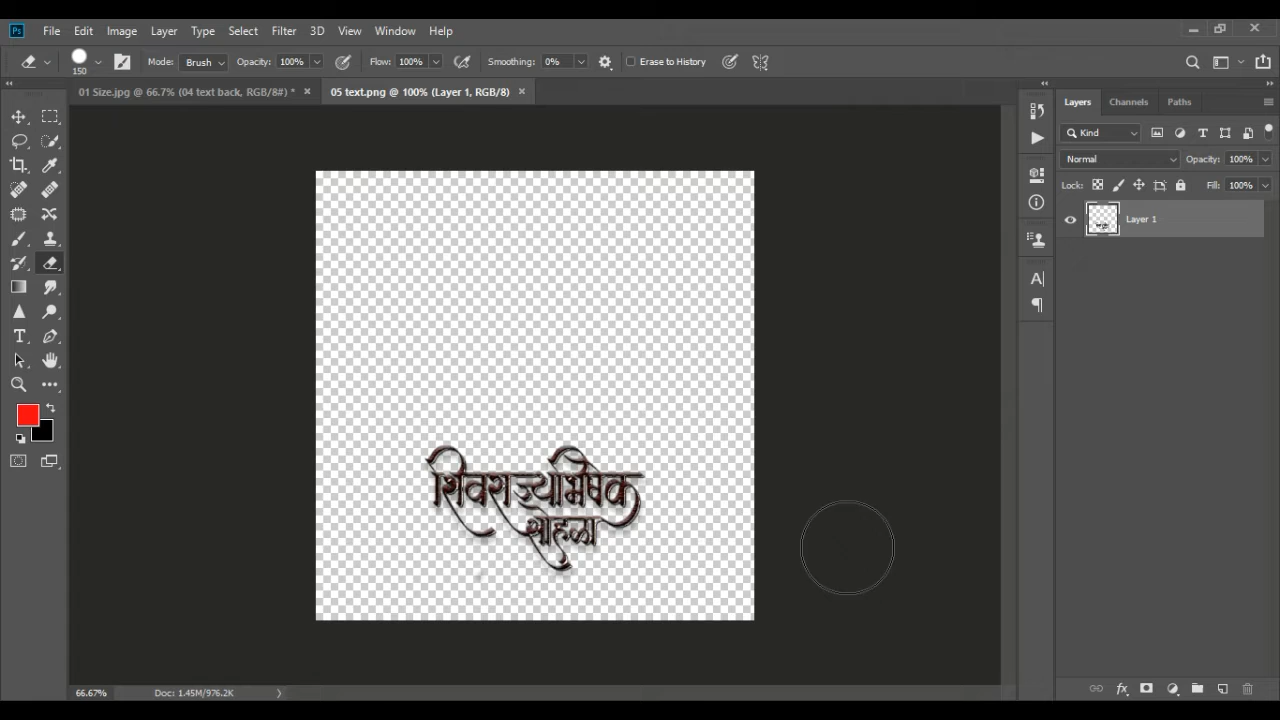 Ps File Edit Image Layer Type Select Filter 3D View Window Help
150 Mode: Brush Opacity: 100% Flow: 100% Smoothing: 0% Erase to History
01 Size.jpg @ 66.7% (04 text back, RGB/8#) * 05 text.png @ 100% (Layer 1, RGB/8)
Layers Channels Paths
Kind
Normal Opacity: 100%
Lock: Fill: 100%
Layer 1
शिवराज्याभिषेक
सोहळा
66.67% Doc: 1.45M/976.2K
fx